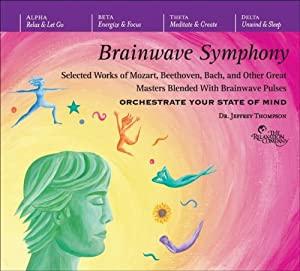 ALPHA
Relax & Let Go
BETA
Energize & Focus
THETA
Meditate & Create
DELTA
Unwind & Sleep
Brainwave Symphony
Selected Works of Mozart, Beethoven, Bach, and Other Great
Masters Blended With Brainwave Pulses
ORCHESTRATE YOUR STATE OF MIND
DR. JEFFREY THOMPSON
THE
RELAXATION
COMPANY